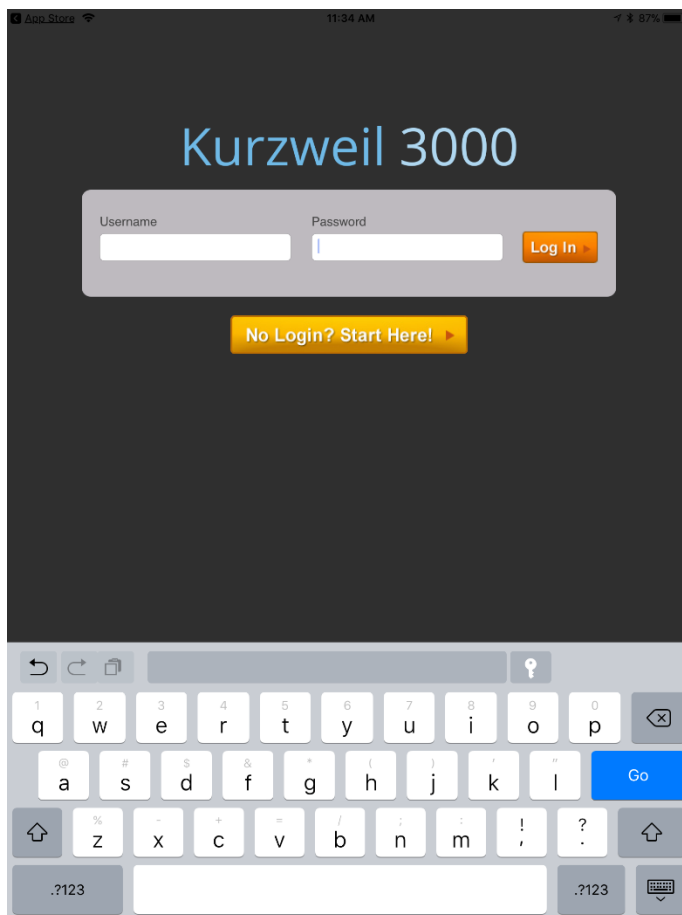 App Store 11:34 AM 87%
Kurzweil 3000
Username Password
Log In
No Login? Start Here!
1 2 3 4 5 6 7 8 9 0
q w e r t y u i o p
@ # $ & * ( ) ' "
a s d f g h j k l Go
% - + = / ; : ! ?
z x c v b n m , .
.?123 .?123